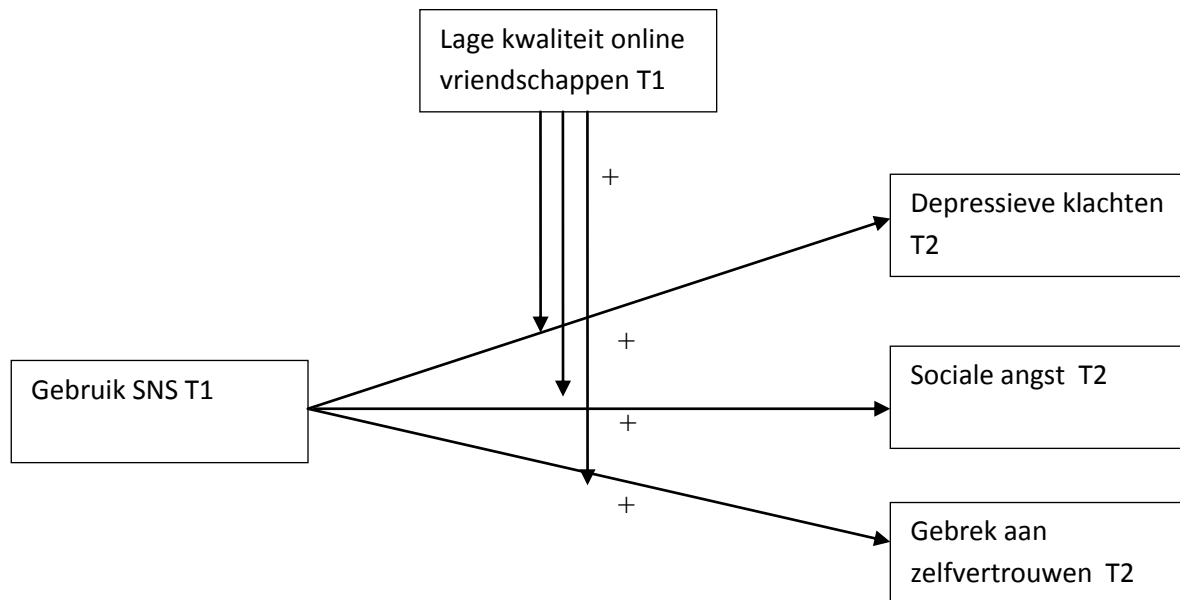 Lage kwaliteit online
vriendschappen T1
+
Depressieve klachten
T2
+
Gebruik SNS T1
Sociale angst T2
+
+
Gebrek aan
zelfvertrouwen T2